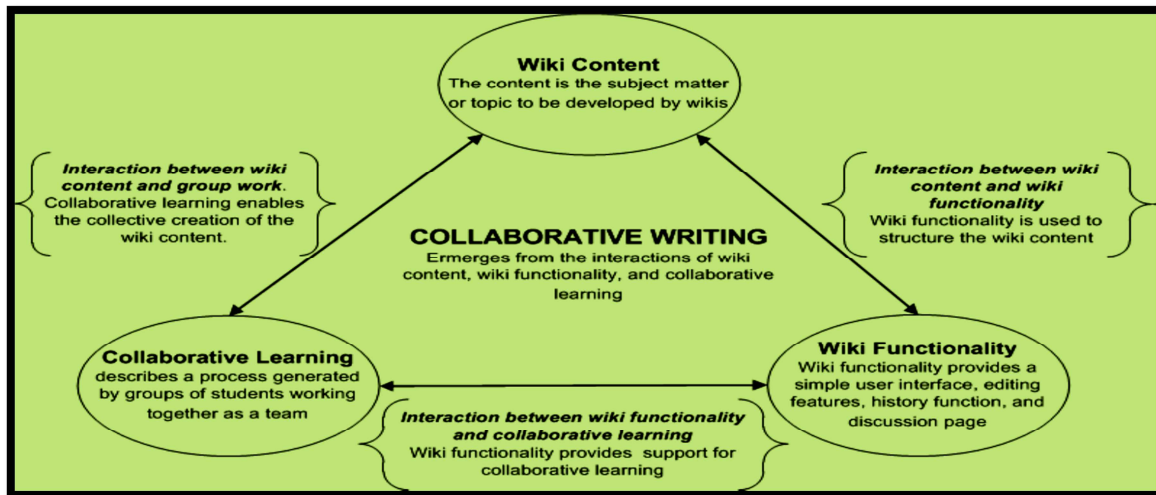 Wiki Content
The content is the subject matter
or topic to be developed by wikis
Interaction between wiki
content and group work.
Collaborative learning enables
the collective creation of the
wiki content.
Interaction between wiki
content and wiki
functionality
Wiki functionality is used to
structure the wiki content
COLLABORATIVE WRITING
Ermerges from the interactions of wiki
content, wiki functionality, and collaborative
learning
Collaborative Learning
describes a process generated
by groups of students working
together as a team
Wiki Functionality
Wiki functionality provides a
simple user interface, editing
features, history function, and
discussion page
Interaction between wiki functionality
and collaborative learning
Wiki functionality provides support for
collaborative learning